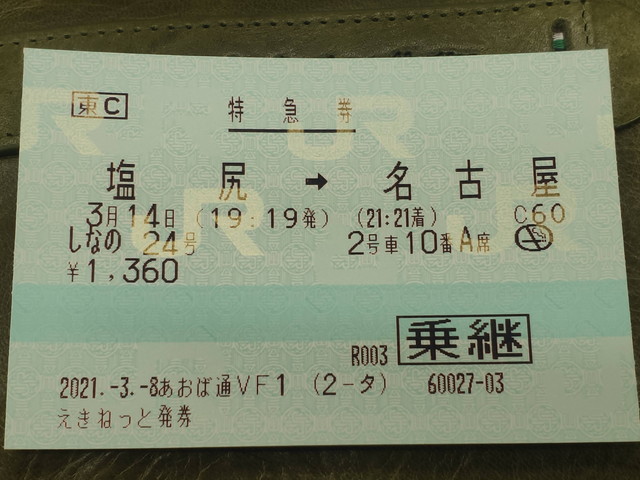 東C
特急券
塩尻 → 名古屋
3月14日 (19:19発) (21:21着) C60
しなの 24号 2号車10番A席
￥1,360
R003 乗継
2021.-3.-8あおば通VF1 (2-タ) 60027-03
えきねっと発券